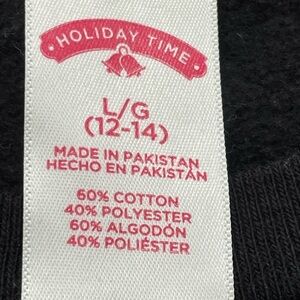 HOLIDAY TIME
L/G
(12-14)
MADE IN PAKISTAN
HECHO EN PAKISTÁN
60% COTTON
40% POLYESTER
60% ALGODÓN
40% POLIÉSTER